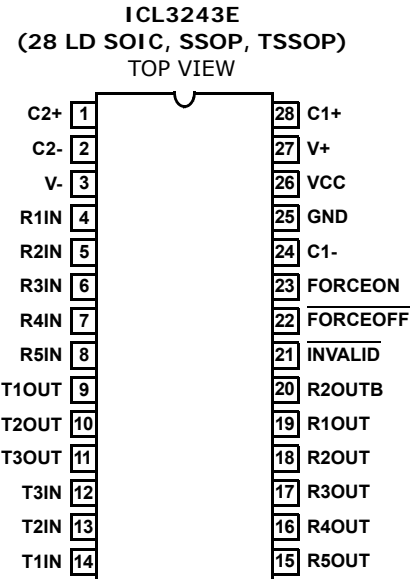 ICL3243E
(28 LD SOIC, SSOP, TSSOP)
TOP VIEW
C2+ 1 28 C1+
C2- 2 27 V+
V- 3 26 VCC
R1IN 4 25 GND
R2IN 5 24 C1-
R3IN 6 23 FORCEON
R4IN 7 22 FORCEOFF
R5IN 8 21 INVALID
T1OUT 9 20 R2OUTB
T2OUT 10 19 R1OUT
T3OUT 11 18 R2OUT
T3IN 12 17 R3OUT
T2IN 13 16 R4OUT
T1IN 14 15 R5OUT